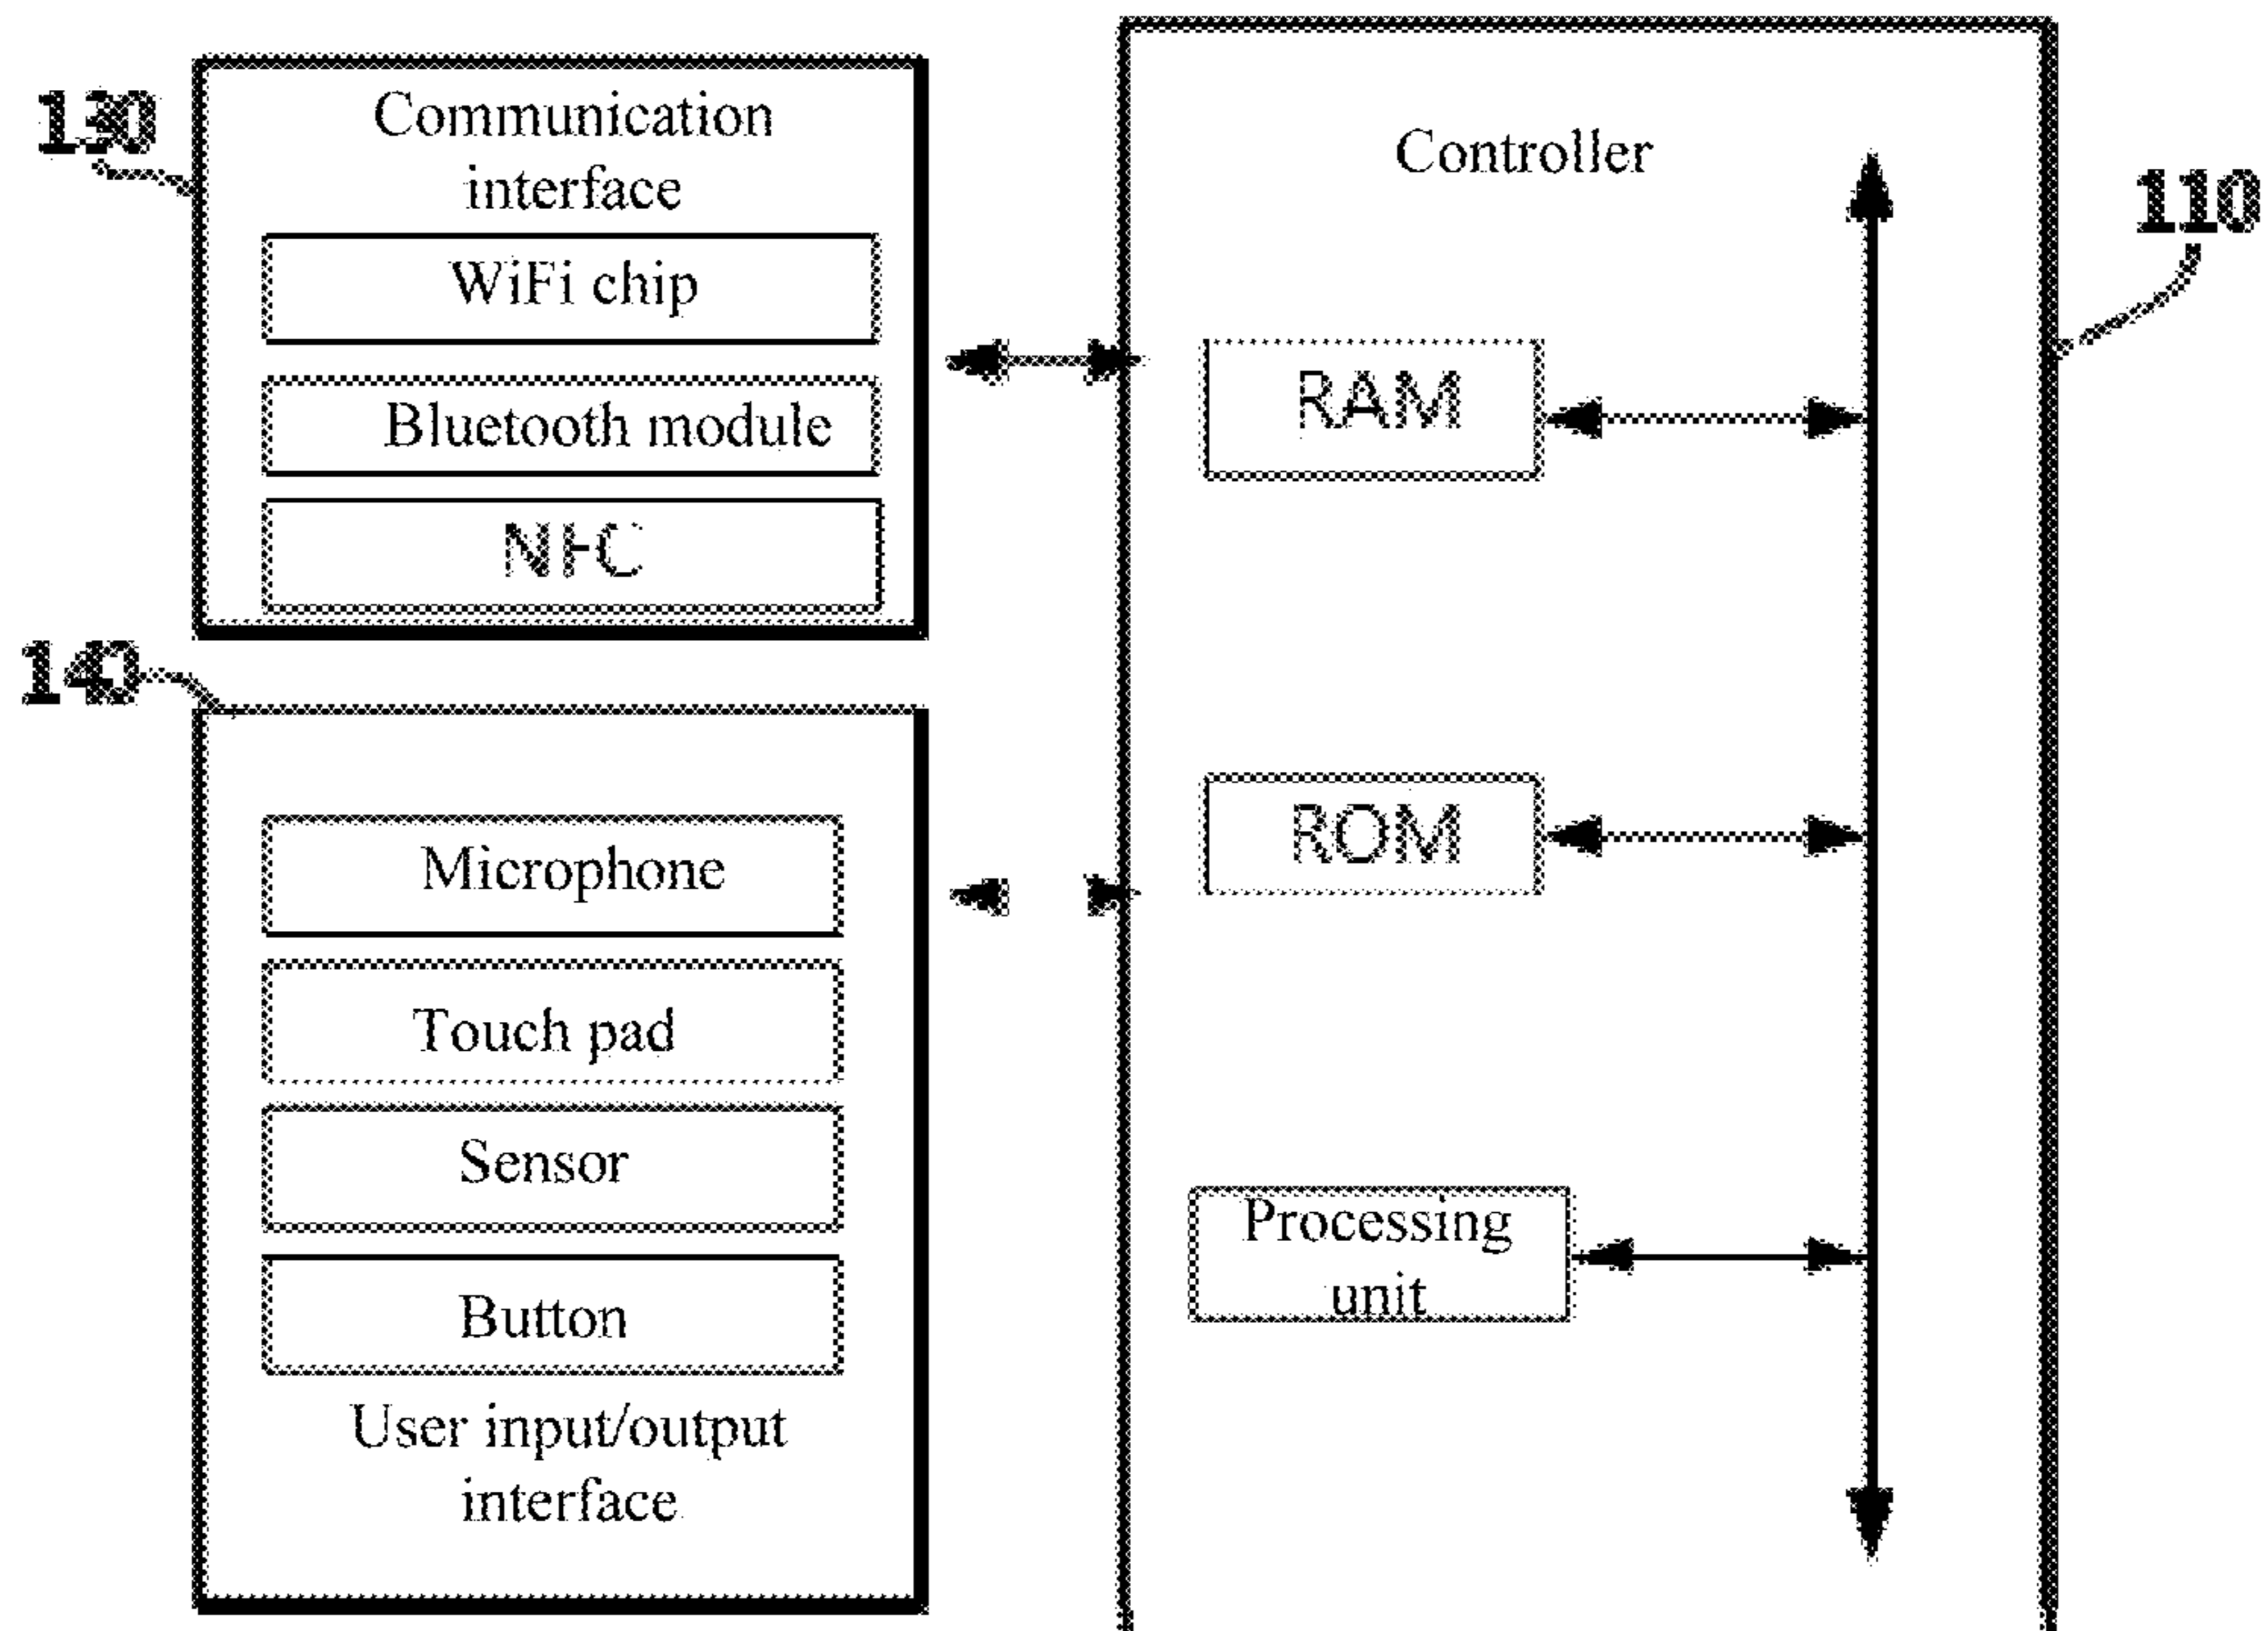 130
Communication
interface
WiFi chip
Bluetooth module
NFC
140
Microphone
Touch pad
Sensor
Button
User input/output
interface
Controller
110
RAM
ROM
Processing
unit